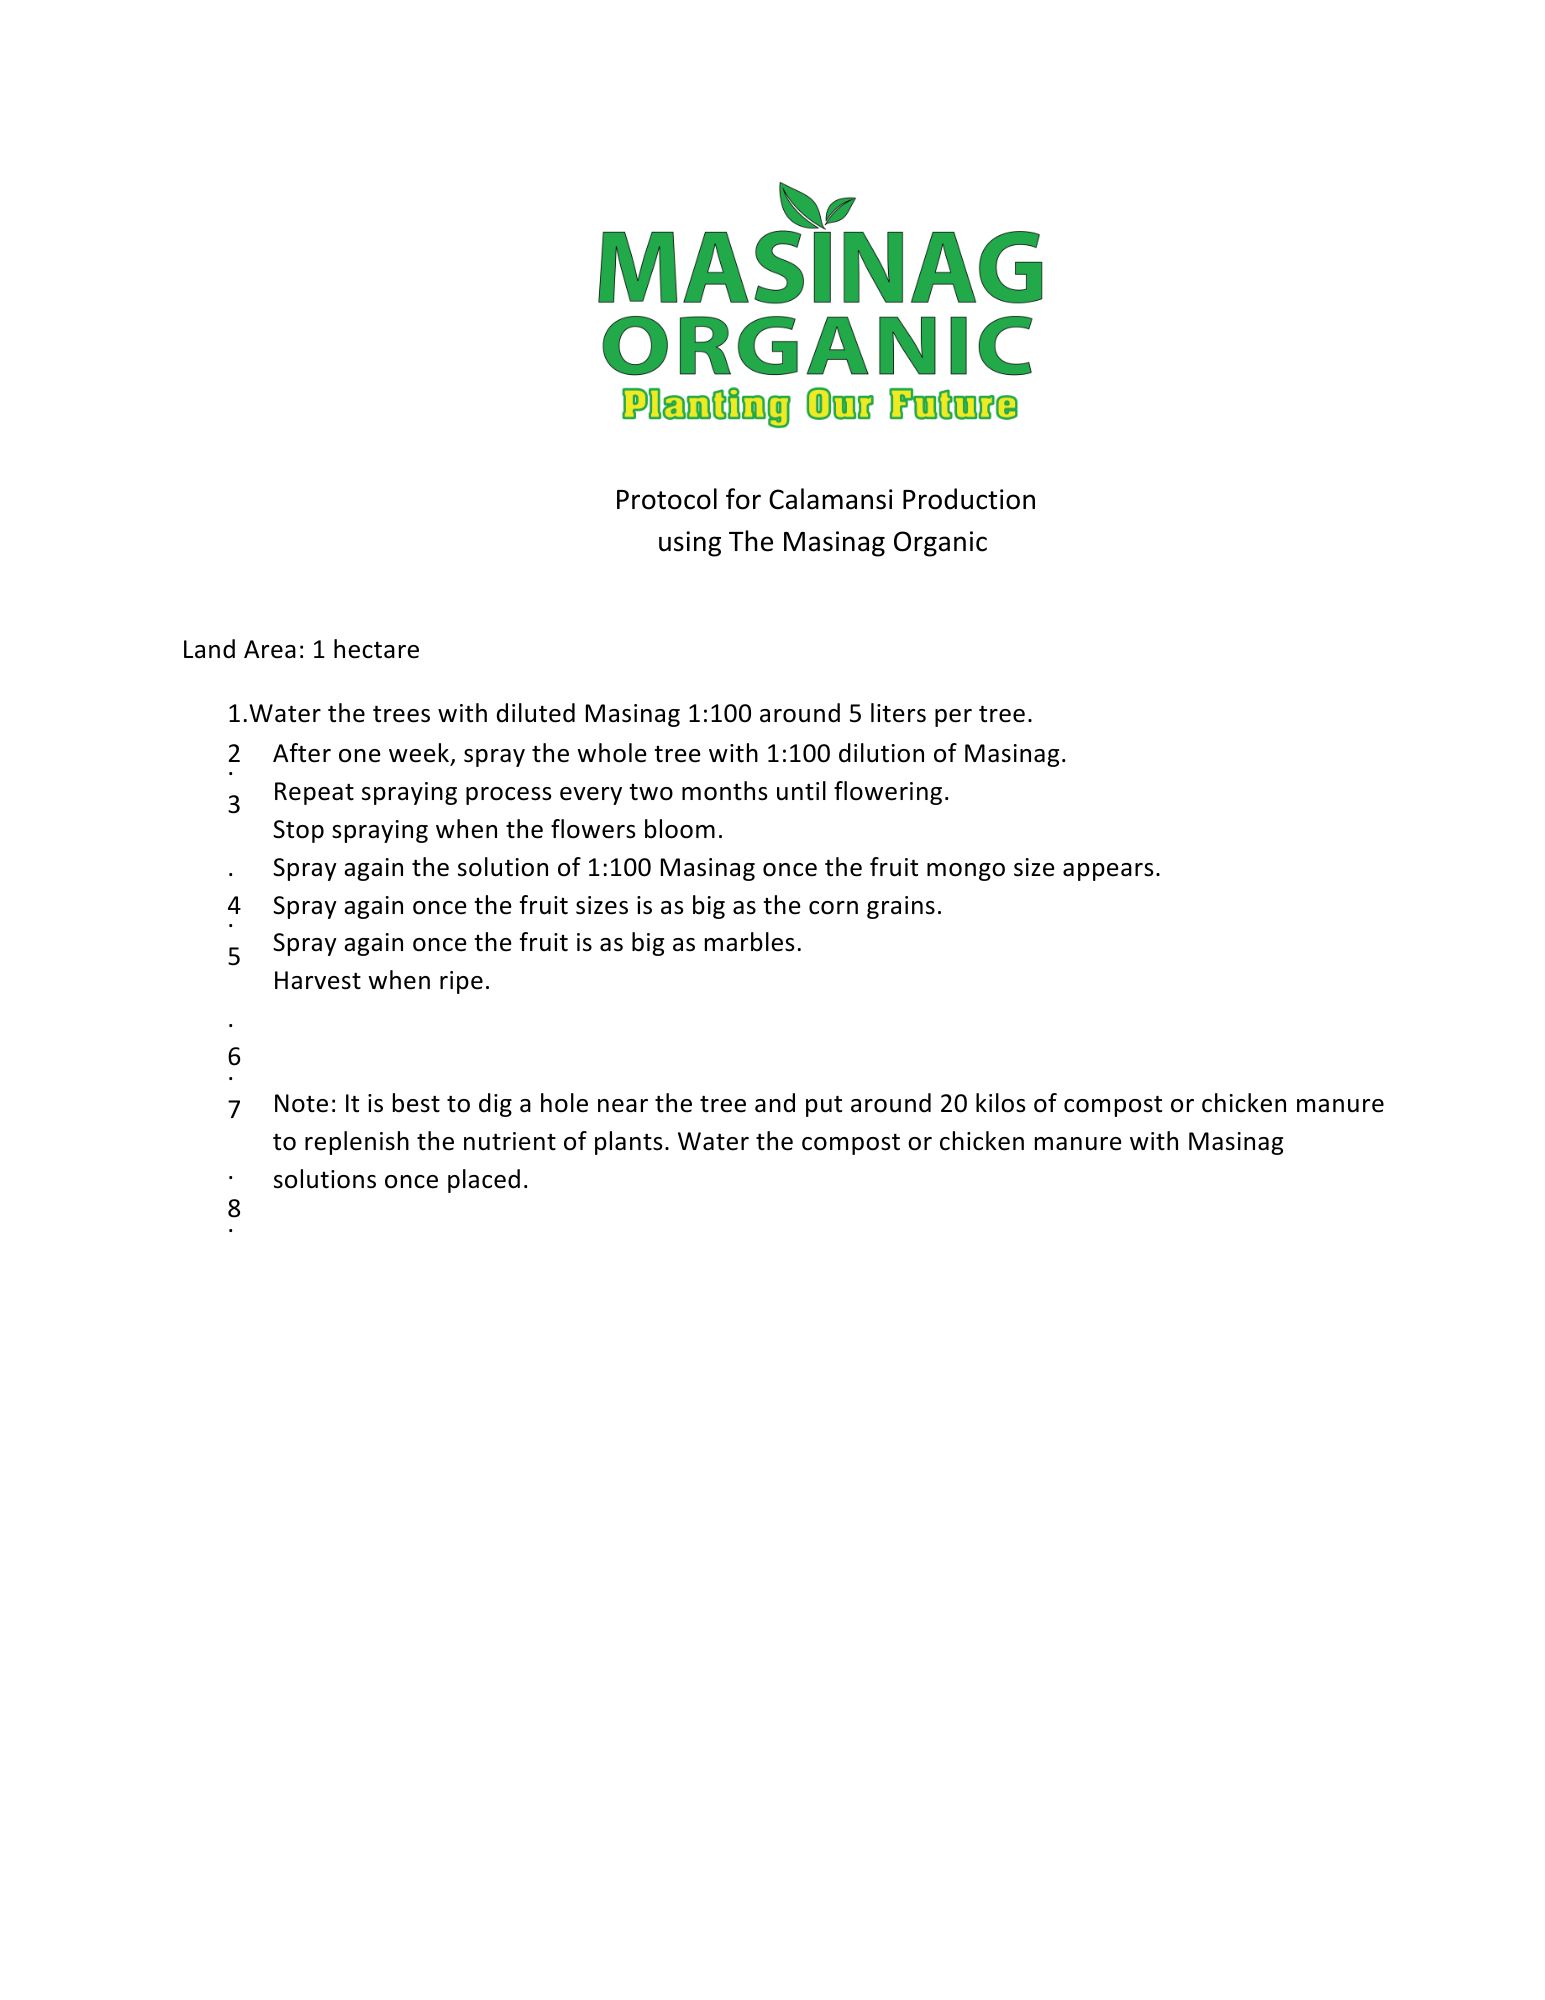 MASINAG
ORGANIC
Planting Our Future
Protocol for Calamansi Production
using The Masinag Organic
Land Area: 1 hectare
1.Water the trees with diluted Masinag 1:100 around 5 liters per tree.
2. After one week, spray the whole tree with 1:100 dilution of Masinag.
3. Repeat spraying process every two months until flowering.
4. Stop spraying when the flowers bloom.
5. Spray again the solution of 1:100 Masinag once the fruit mongo size appears.
6. Spray again once the fruit sizes is as big as the corn grains.
7. Spray again once the fruit is as big as marbles.
8. Harvest when ripe.
Note: It is best to dig a hole near the tree and put around 20 kilos of compost or chicken manure
to replenish the nutrient of plants. Water the compost or chicken manure with Masinag
solutions once placed.